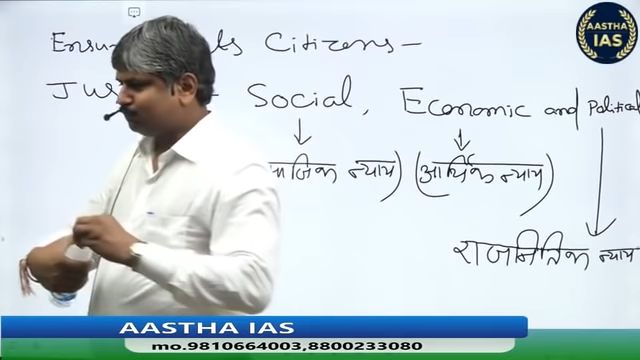 Citizens -
Social, Economic and Political
न्याय) (आर्थिक न्याय)
राजनितिक न्याय
AASTHA
IAS
AASTHA IAS
mo.9810664003,8800233080